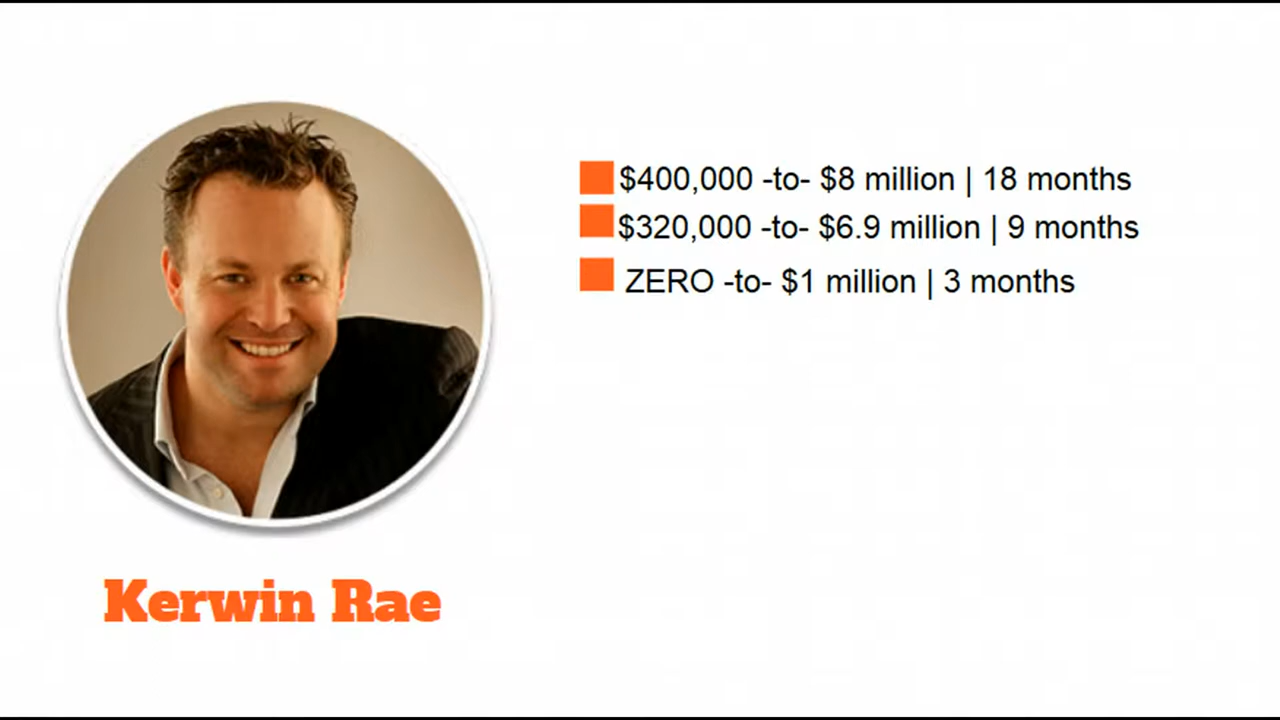 $400,000 -to- $8 million | 18 months
$320,000 -to- $6.9 million | 9 months
ZERO -to- $1 million | 3 months
Kerwin Rae